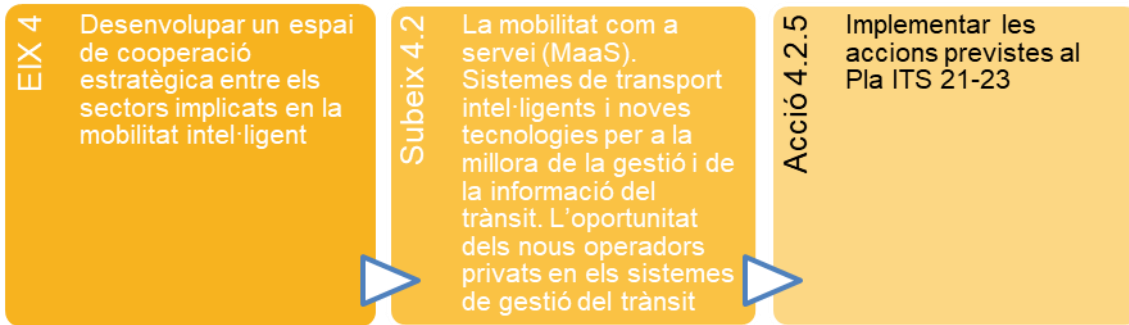 EIX 4
Desenvolupar un espai
de cooperació
estratègica entre els
sectors implicats en la
mobilitat intel·ligent
Subeix 4.2
La mobilitat com a
servei (MaaS).
Sistemes de transport
intel·ligents i noves
tecnologies per a la
millora de la gestió i de
la informació del
trànsit. L’oportunitat
dels nous operadors
privats en els sistemes
de gestió del trànsit
Acció 4.2.5
Implementar les
accions previstes al
Pla ITS 21-23